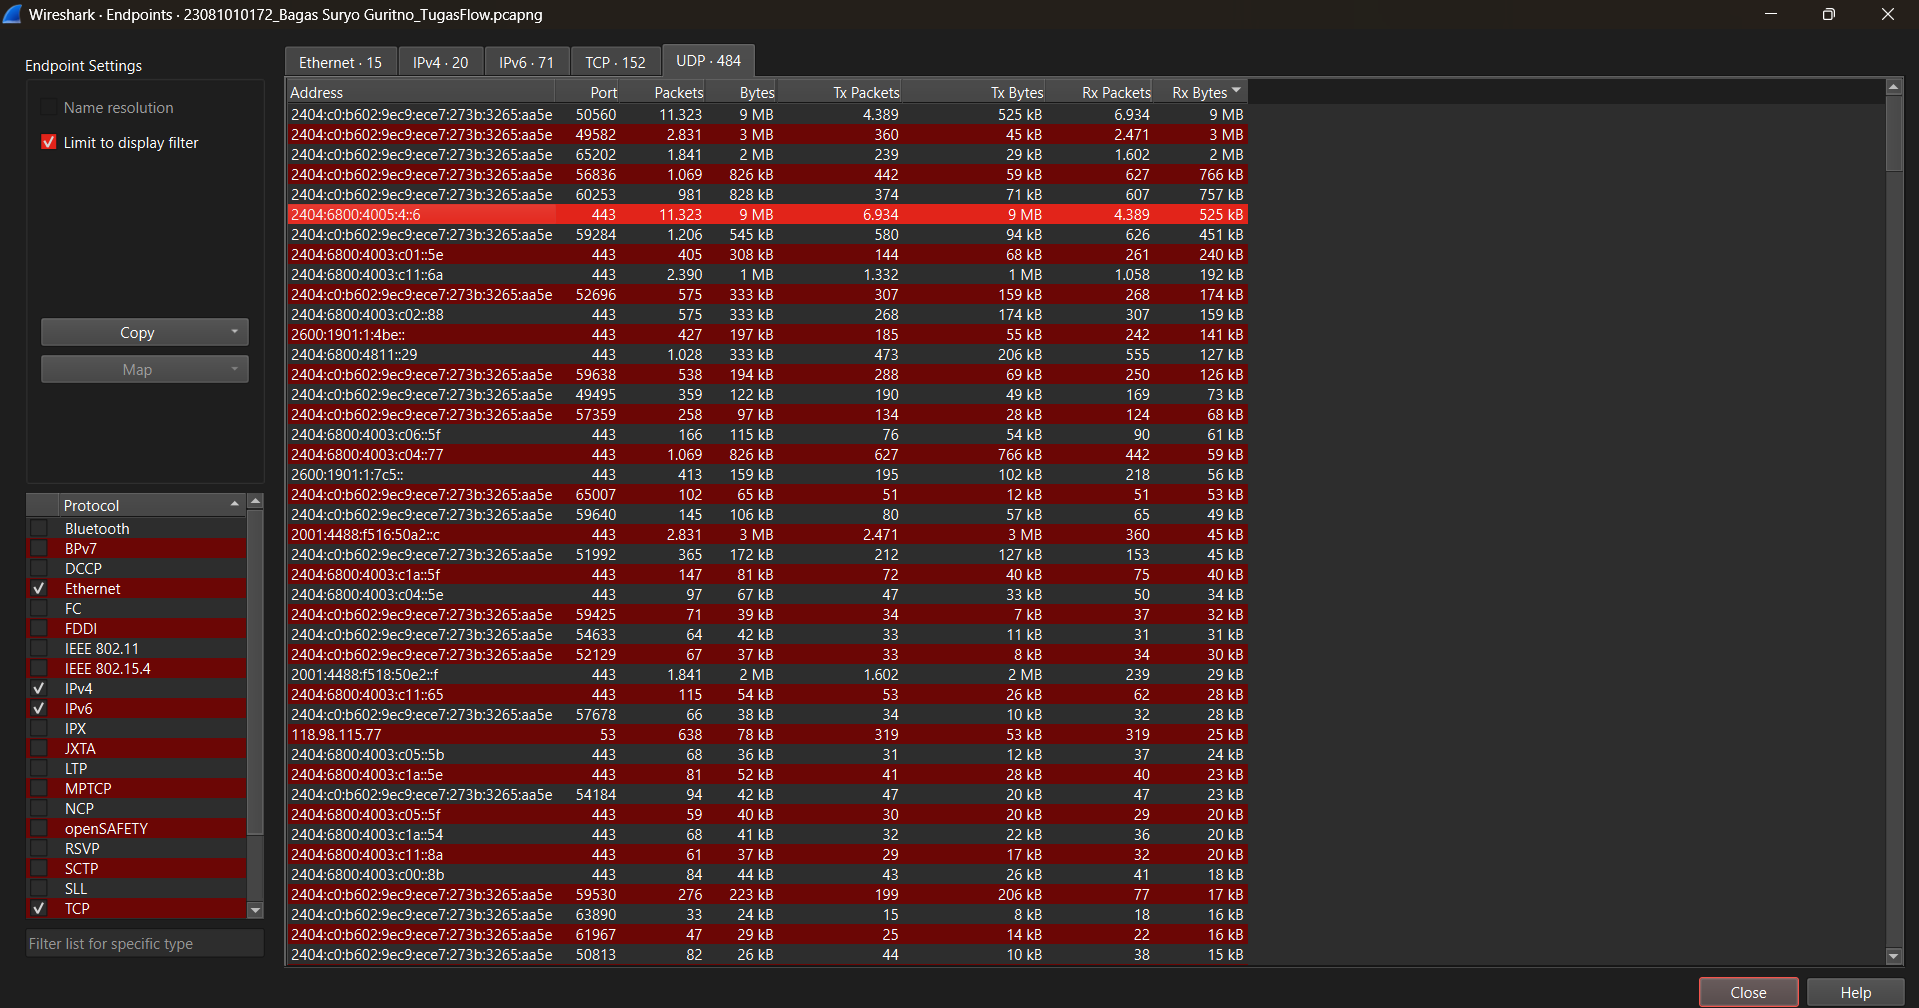 Wireshark · Endpoints · 23081010172_Bagas Suryo Guritno_TugasFlow.pcapng
Endpoint Settings
Name resolution
Limit to display filter
Copy
Map
Protocol
Bluetooth
BPv7
DCCP
Ethernet
FC
FDDI
IEEE 802.11
IEEE 802.15.4
IPv4
IPv6
IPX
JXTA
LTP
MPTCP
NCP
openSAFETY
RSVP
SCTP
SLL
TCP
Filter list for specific type
Ethernet · 15 IPv4 · 20 IPv6 · 71 TCP · 152 UDP · 484
Address Port Packets Bytes Tx Packets Tx Bytes Rx Packets Rx Bytes
2404:c0:b602:9ec9:ece7:273b:3265:aa5e 50560 11.323 9 MB 4.389 525 kB 6.934 9 MB
2404:c0:b602:9ec9:ece7:273b:3265:aa5e 49582 2.831 3 MB 360 45 kB 2.471 3 MB
2404:c0:b602:9ec9:ece7:273b:3265:aa5e 65202 1.841 2 MB 239 29 kB 1.602 2 MB
2404:c0:b602:9ec9:ece7:273b:3265:aa5e 56836 1.069 826 kB 442 59 kB 627 766 kB
2404:c0:b602:9ec9:ece7:273b:3265:aa5e 60253 981 828 kB 374 71 kB 607 757 kB
2404:6800:4005:4::6 443 11.323 9 MB 6.934 9 MB 4.389 525 kB
2404:c0:b602:9ec9:ece7:273b:3265:aa5e 59284 1.206 545 kB 580 94 kB 626 451 kB
2404:6800:4003:c01::5e 443 405 308 kB 144 68 kB 261 240 kB
2404:6800:4003:c11::6a 443 2.390 1 MB 1.332 1 MB 1.058 192 kB
2404:c0:b602:9ec9:ece7:273b:3265:aa5e 52696 575 333 kB 307 159 kB 268 174 kB
2404:6800:4003:c02::88 443 575 333 kB 268 174 kB 307 159 kB
2600:1901:1:4be:: 443 427 197 kB 185 55 kB 242 141 kB
2404:6800:4811::29 443 1.028 333 kB 473 206 kB 555 127 kB
2404:c0:b602:9ec9:ece7:273b:3265:aa5e 59638 538 194 kB 288 69 kB 250 126 kB
2404:c0:b602:9ec9:ece7:273b:3265:aa5e 49495 359 122 kB 190 49 kB 169 73 kB
2404:c0:b602:9ec9:ece7:273b:3265:aa5e 57359 258 97 kB 134 28 kB 124 68 kB
2404:6800:4003:c06::5f 443 166 115 kB 76 54 kB 90 61 kB
2404:6800:4003:c04::77 443 1.069 826 kB 627 766 kB 442 59 kB
2600:1901:1:7c5:: 443 413 159 kB 195 102 kB 218 56 kB
2404:c0:b602:9ec9:ece7:273b:3265:aa5e 65007 102 65 kB 51 12 kB 51 53 kB
2404:c0:b602:9ec9:ece7:273b:3265:aa5e 59640 145 106 kB 80 57 kB 65 49 kB
2001:4488:f516:50a2::c 443 2.831 3 MB 2.471 3 MB 360 45 kB
2404:c0:b602:9ec9:ece7:273b:3265:aa5e 51992 365 172 kB 212 127 kB 153 45 kB
2404:6800:4003:c1a::5f 443 147 81 kB 72 40 kB 75 40 kB
2404:6800:4003:c04::5e 443 97 67 kB 47 33 kB 50 34 kB
2404:c0:b602:9ec9:ece7:273b:3265:aa5e 59425 71 39 kB 34 7 kB 37 32 kB
2404:c0:b602:9ec9:ece7:273b:3265:aa5e 54633 64 42 kB 33 11 kB 31 31 kB
2404:c0:b602:9ec9:ece7:273b:3265:aa5e 52129 67 37 kB 33 8 kB 34 30 kB
2001:4488:f518:50e2::f 443 1.841 2 MB 1.602 2 MB 239 29 kB
2404:6800:4003:c11::65 443 115 54 kB 53 26 kB 62 28 kB
2404:c0:b602:9ec9:ece7:273b:3265:aa5e 57678 66 38 kB 34 10 kB 32 28 kB
118.98.115.77 53 638 78 kB 319 53 kB 319 25 kB
2404:6800:4003:c05::5b 443 68 36 kB 31 12 kB 37 24 kB
2404:6800:4003:c1a::5e 443 81 52 kB 41 28 kB 40 23 kB
2404:c0:b602:9ec9:ece7:273b:3265:aa5e 54184 94 42 kB 47 20 kB 47 23 kB
2404:6800:4003:c05::5f 443 59 40 kB 30 20 kB 29 20 kB
2404:6800:4003:c1a::54 443 68 41 kB 32 22 kB 36 20 kB
2404:6800:4003:c11::8a 443 61 37 kB 29 17 kB 32 20 kB
2404:6800:4003:c00::8b 443 84 44 kB 43 26 kB 41 18 kB
2404:c0:b602:9ec9:ece7:273b:3265:aa5e 59530 276 223 kB 199 206 kB 77 17 kB
2404:c0:b602:9ec9:ece7:273b:3265:aa5e 63890 33 24 kB 15 8 kB 18 16 kB
2404:c0:b602:9ec9:ece7:273b:3265:aa5e 61967 47 29 kB 25 14 kB 22 16 kB
2404:c0:b602:9ec9:ece7:273b:3265:aa5e 50813 82 26 kB 44 10 kB 38 15 kB
Close Help